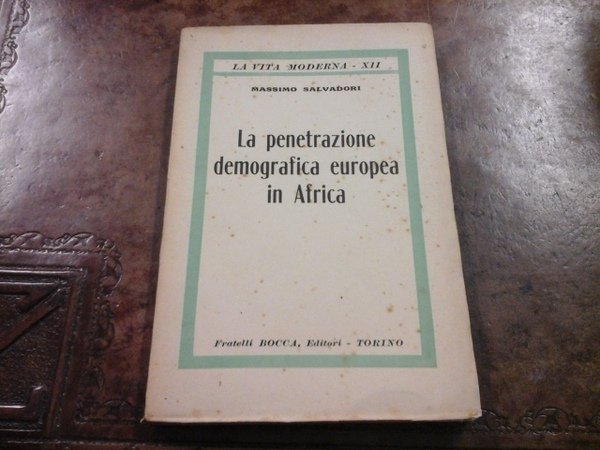 LA VITA MODERNA - XII
MASSIMO SALVADORI
La penetrazione
demografica europea
in Africa
Fratelli BOCCA, Editori - TORINO